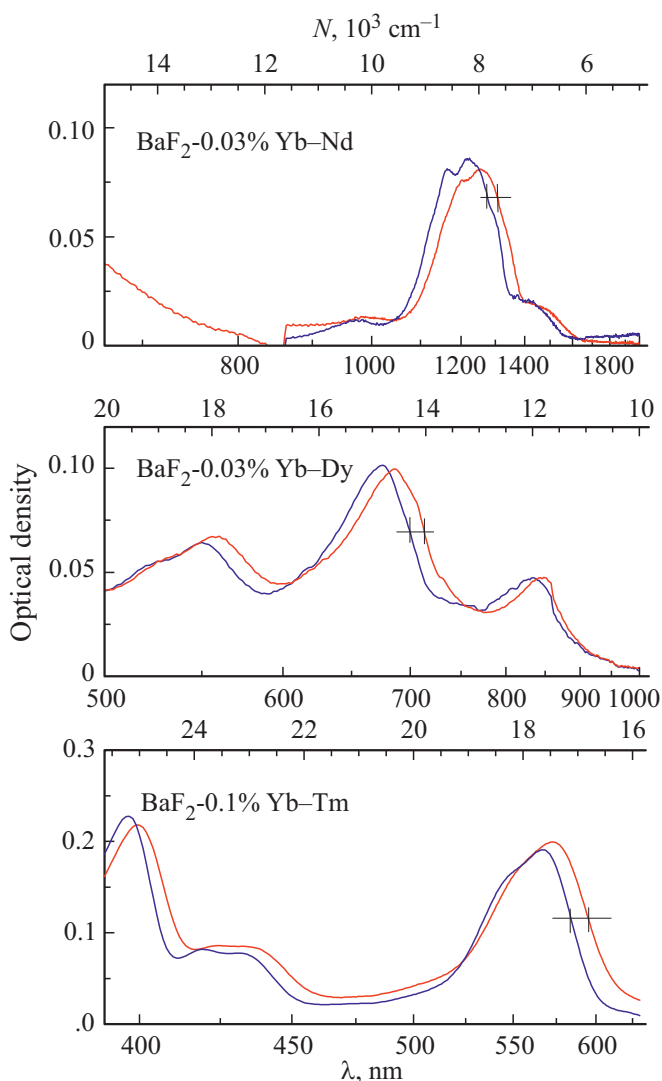 N, 10³ cm⁻¹
14 12 10 8 6
0.10
BaF₂-0.03% Yb–Nd
0.05
0
800 1000 1200 1400 1800
20 18 16 14 12 10
0.10
BaF₂-0.03% Yb–Dy
0.05
0
Optical density
500 600 700 800 900 1000
24 22 20 18 16
0.3
BaF₂-0.1% Yb–Tm
0.2
0.1
.0
400 450 500 550 600
λ, nm